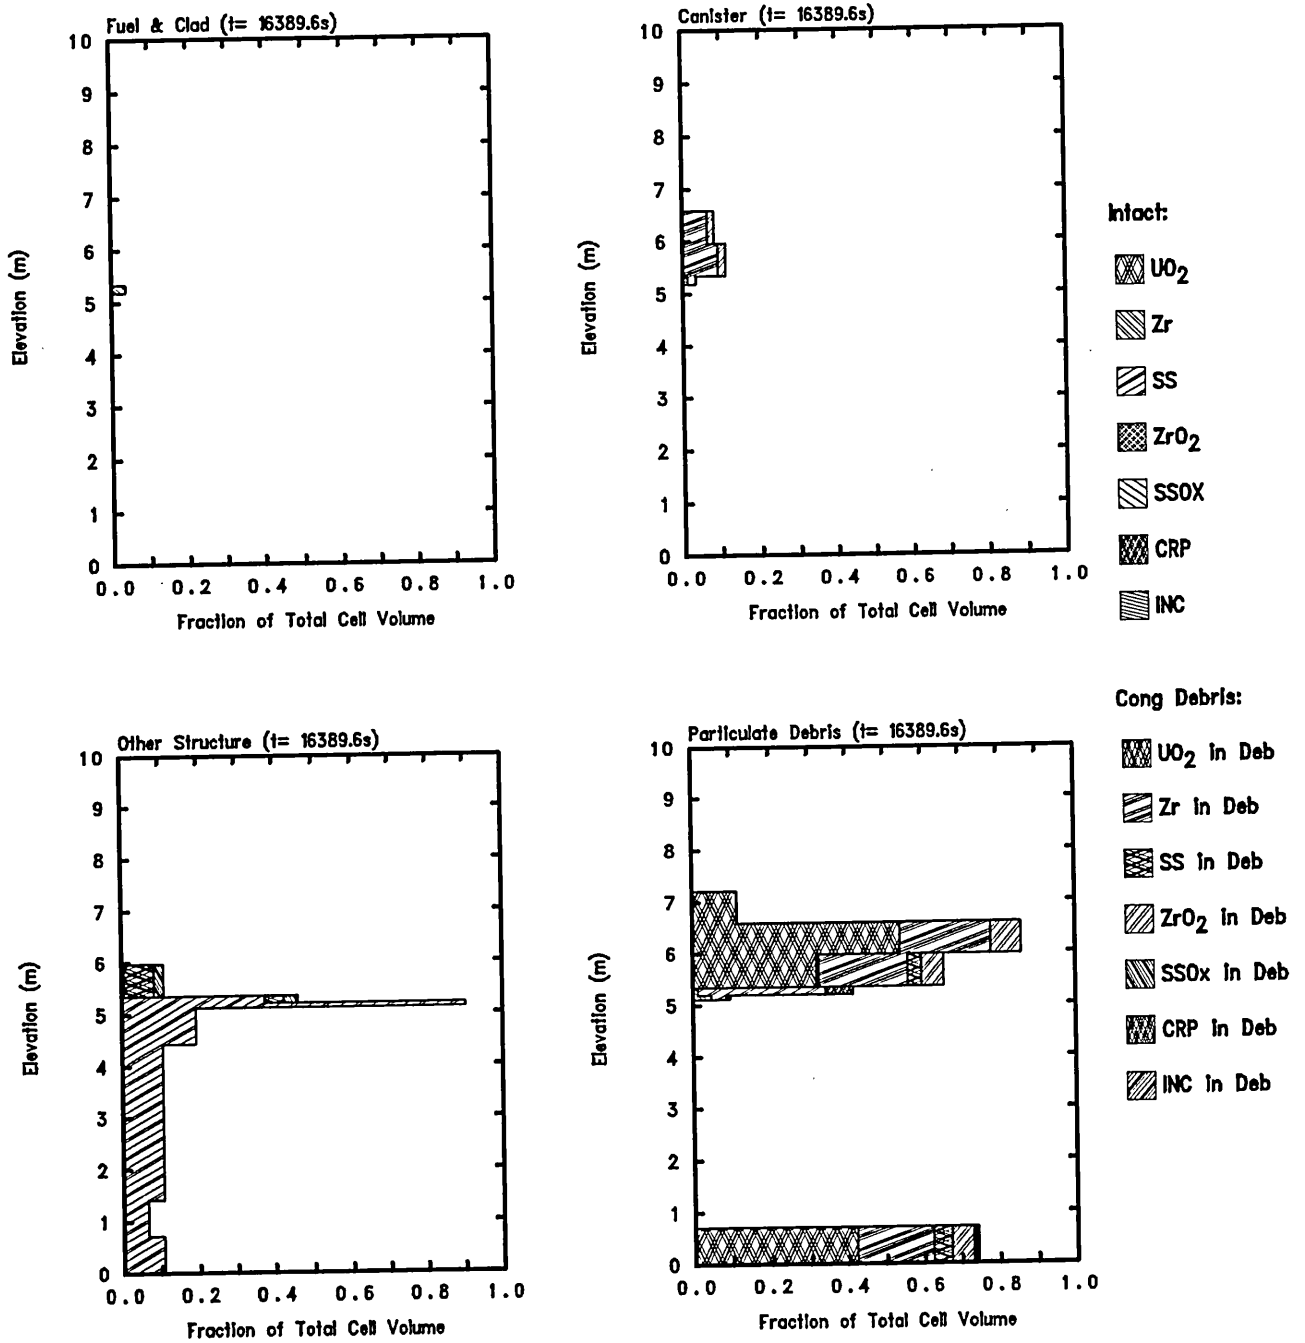 Fuel & Clad (t= 16389.6s)
10
9
8
7
6
5
4
3
2
1
0
Elevation (m)
0.0 0.2 0.4 0.6 0.8 1.0
Fraction of Total Cell Volume
Canister (t= 16389.6s)
10
9
8
7
6
5
4
3
2
1
0
Elevation (m)
0.0 0.2 0.4 0.6 0.8 1.0
Fraction of Total Cell Volume
Intact:
UO2
Zr
SS
ZrO2
SSOX
CRP
INC
Other Structure (t= 16389.6s)
10
9
8
7
6
5
4
3
2
1
0
Elevation (m)
0.0 0.2 0.4 0.6 0.8 1.0
Fraction of Total Cell Volume
Particulate Debris (t= 16389.6s)
10
9
8
7
6
5
4
3
2
1
0
Elevation (m)
0.0 0.2 0.4 0.6 0.8 1.0
Fraction of Total Cell Volume
Cong Debris:
UO2 in Deb
Zr in Deb
SS in Deb
ZrO2 in Deb
SSOx in Deb
CRP in Deb
INC in Deb